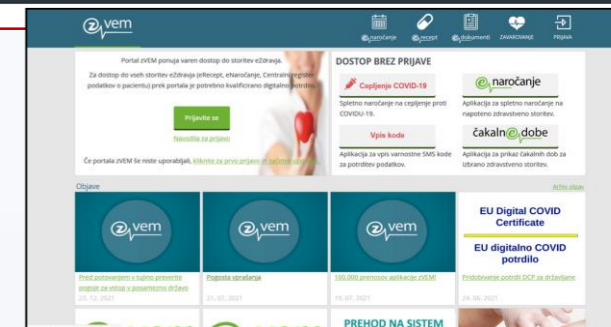 zvem
eNaročanje
eRecept
eDokumenti
ZAVAROVANJE
PRIJAVA
Portal zVEM ponuja varen dostop do storitev eZdravja.
Za dostop do vseh storitev eZdravja (eRecept, eNaročanje, Centralni register
podatkov o pacientu) prek portala je potrebno kvalificirano digitalno potrdilo.
Prijavite se
Navodila za prijavo
Če portala zVEM še niste uporabljali, kliknite za prvo prijavo in
DOSTOP BREZ PRIJAVE
Cepljenje COVID-19
Spletno naročanje na cepljenje proti
COVIDU-19.
Vpis kode
Aplikacija za vpis varnostne SMS kode
za potrditev podatkov.
e naročanje
Aplikacija za spletno naročanje na
napoteno zdravstveno storitev.
čakalne dobe
Aplikacija za prikaz čakalnih dob za
izbrano zdravstveno storitev.
Objave
Arhiv objav
zvem
Pred potovanjem v tujino preverite
pogoje za vstop v posamezno državo
23. 12. 2021
zvem
Pogosta vprašanja
21. 07. 2021
zvem
100.000 prenosov aplikacije zVEM!
19. 07. 2021
EU Digital COVID
Certificate
EU digitalno COVID
potrdilo
Pridobivanje potrdil DCP za državljane
24. 06. 2021
PREHOD NA SISTEM